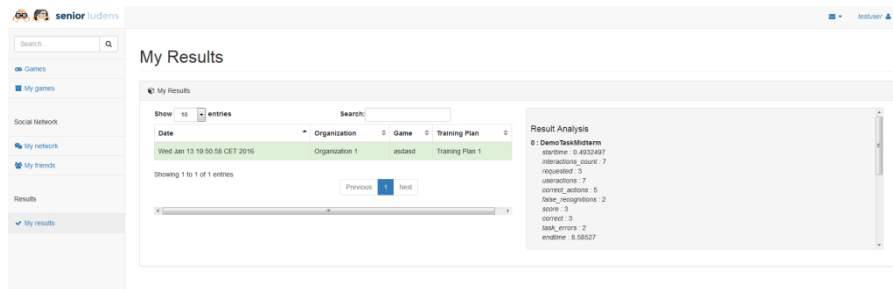 senior ludens
testuser
Search...
Games
My games
Social Network
My network
My friends
Results
My results
My Results
My Results
Show 10 entries Search:
Date Organization Game Training Plan
Wed Jan 13 19:50:58 CET 2016 Organization 1 asdasd Training Plan 1
Showing 1 to 1 of 1 entries
Previous 1 Next
Result Analysis
0 : DemoTaskMidterm
starttime : 0.4932497
interactions_count : 7
requested : 3
useractions : 7
correct_actions : 5
false_recognitions : 2
score : 3
correct : 3
task_errors : 2
endtime : 8.56527